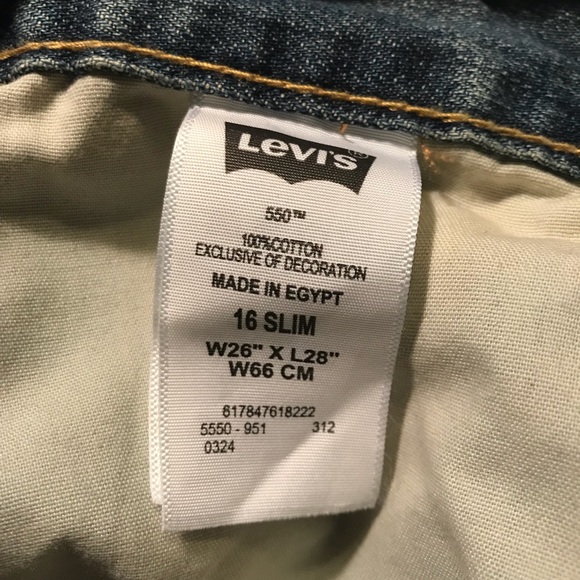 Levi's®
550™
100%COTTON
EXCLUSIVE OF DECORATION
MADE IN EGYPT
16 SLIM
W26" X L28"
W66 CM
617847618222
5550 - 951 312
0324